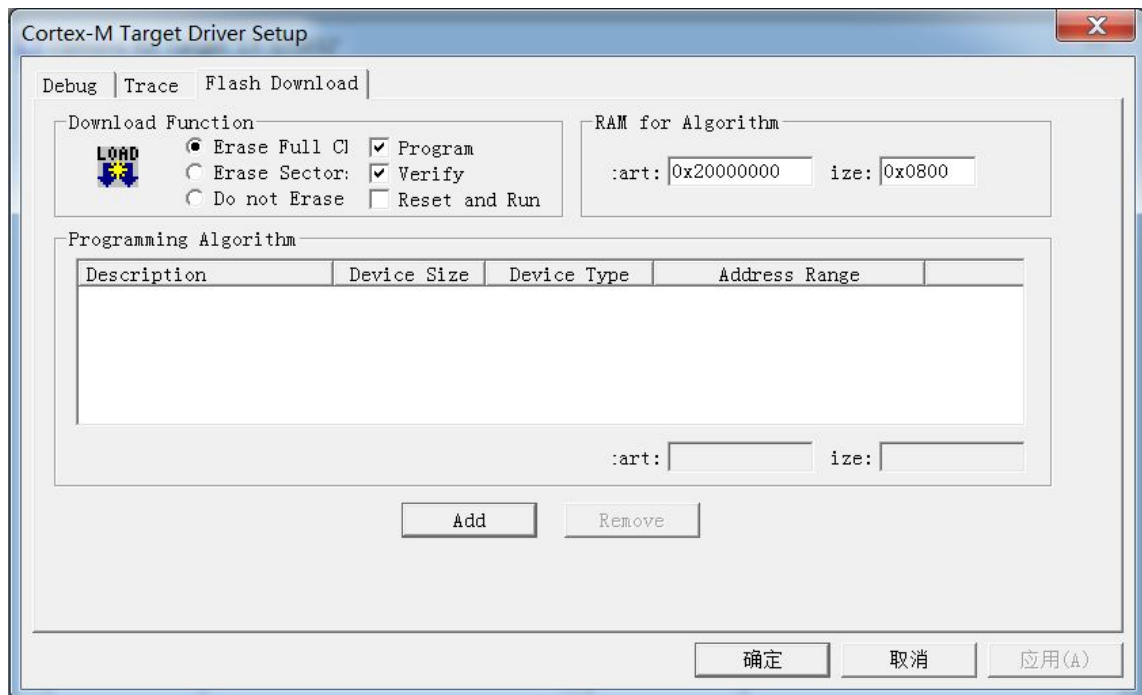 Cortex-M Target Driver Setup
Debug Trace Flash Download
Download Function
LOAD
Erase Full Cl
Program
Erase Sector:
Verify
Do not Erase
Reset and Run
RAM for Algorithm
:art: 0x20000000 ize: 0x0800
Programming Algorithm
Description Device Size Device Type Address Range
:art: ize:
Add Remove
确定 取消 应用(A)